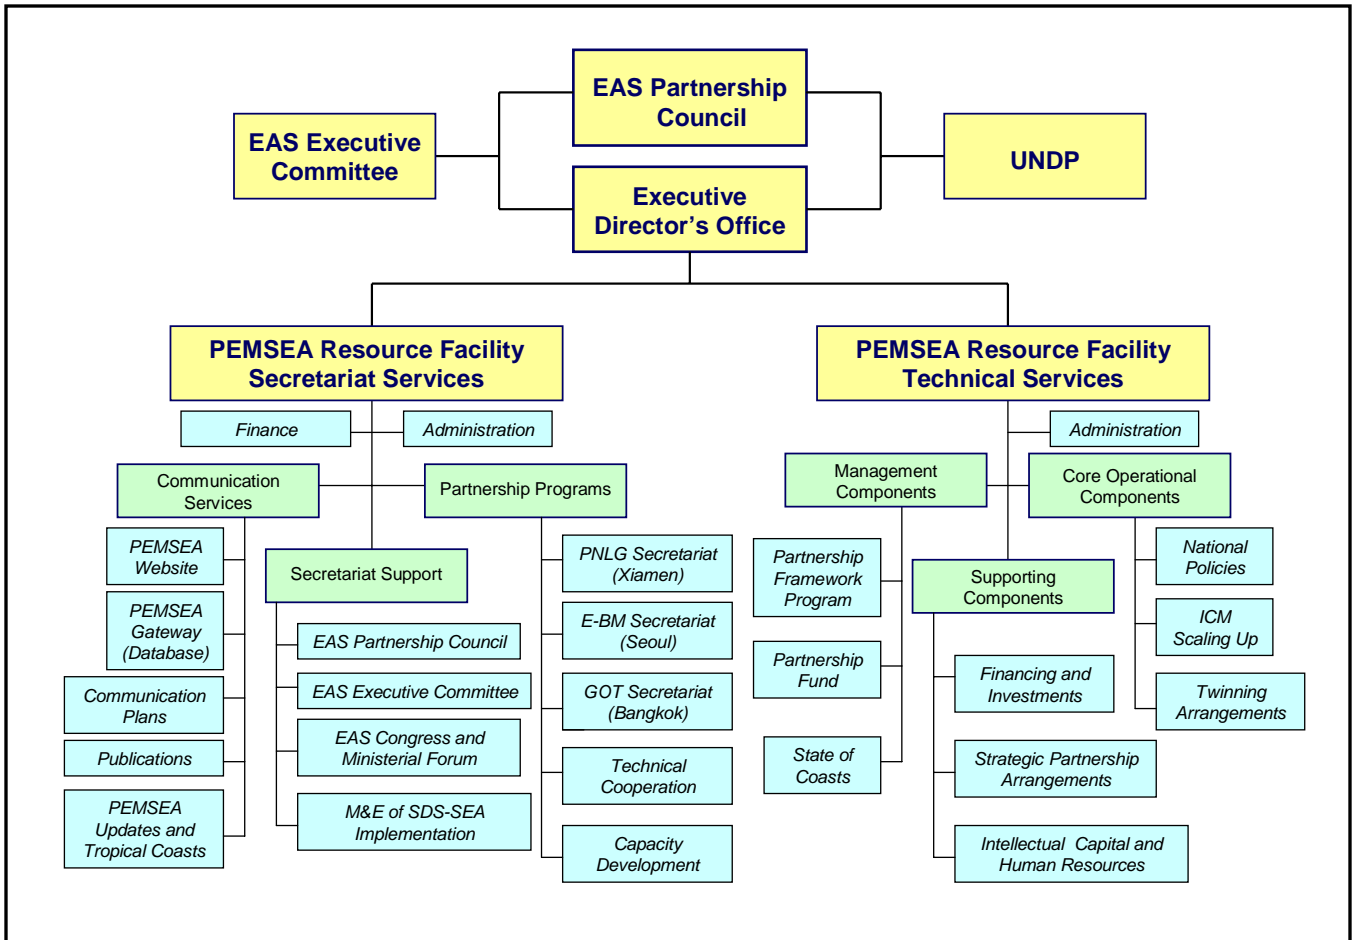 EAS Partnership
Council
EAS Executive
Committee
UNDP
Executive
Director’s Office
PEMSEA Resource Facility
Secretariat Services
PEMSEA Resource Facility
Technical Services
Finance
Administration
Administration
Communication
Services
Partnership Programs
Management
Components
Core Operational
Components
PEMSEA
Website
PEMSEA
Gateway
(Database)
Communication
Plans
Publications
PEMSEA
Updates and
Tropical Coasts
Secretariat Support
EAS Partnership Council
EAS Executive Committee
EAS Congress and
Ministerial Forum
M&E of SDS-SEA
Implementation
PNLG Secretariat
(Xiamen)
E-BM Secretariat
(Seoul)
GOT Secretariat
(Bangkok)
Technical
Cooperation
Capacity
Development
Partnership
Framework
Program
Partnership
Fund
State of
Coasts
Supporting
Components
Financing and
Investments
Strategic Partnership
Arrangements
Intellectual Capital and
Human Resources
National
Policies
ICM
Scaling Up
Twinning
Arrangements